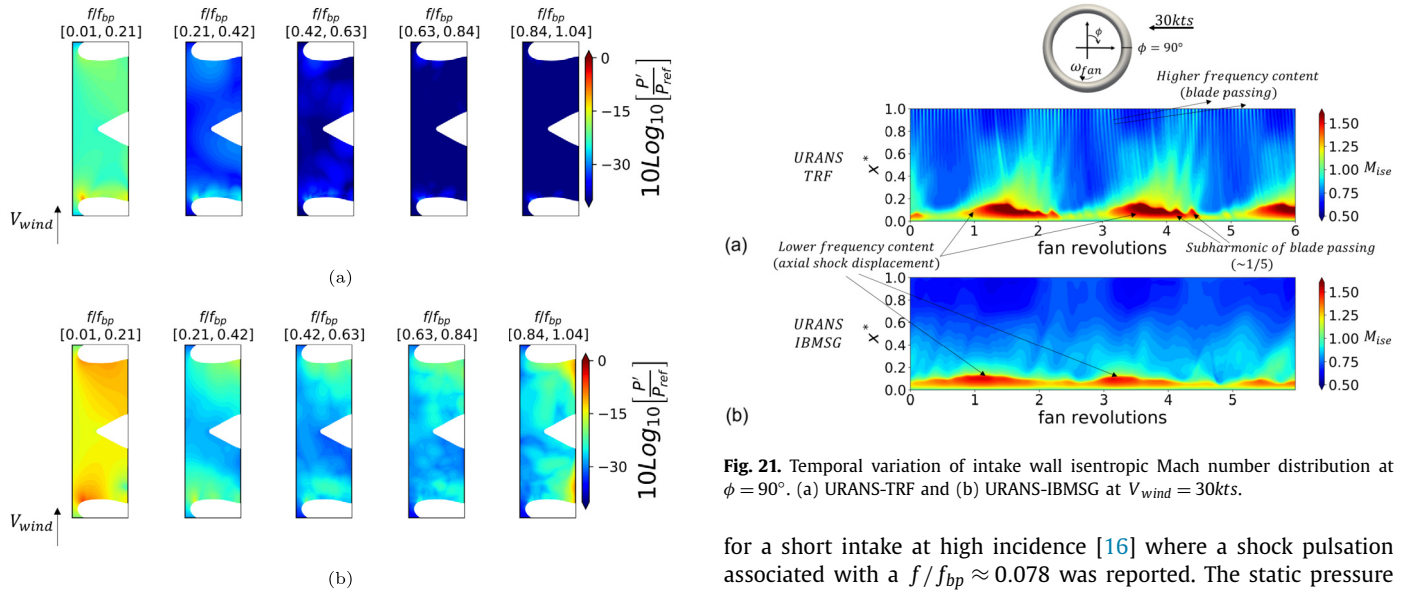 f/f_bp f/f_bp f/f_bp f/f_bp f/f_bp
[0.01, 0.21] [0.21, 0.42] [0.42, 0.63] [0.63, 0.84] [0.84, 1.04]
0
−15
−30
10Log10[P′/P_ref]
V_wind
(a)
f/f_bp f/f_bp f/f_bp f/f_bp f/f_bp
[0.01, 0.21] [0.21, 0.42] [0.42, 0.63] [0.63, 0.84] [0.84, 1.04]
0
−15
−30
10Log10[P′/P_ref]
V_wind
(b)
30kts
ϕ
ϕ = 90°
ω_fan
Higher frequency content
(blade passing)
URANS
TRF
x*
1.0
0.8
0.6
0.4
0.2
0.0
0 1 2 3 4 5 6
fan revolutions
1.50
1.25
1.00
0.75
0.50
M_ise
(a)
Lower frequency content
(axial shock displacement)
Subharmonic of blade passing
(~1/5)
URANS
IBMSG
x*
1.0
0.8
0.6
0.4
0.2
0.0
0 1 2 3 4 5
fan revolutions
1.50
1.25
1.00
0.75
0.50
M_ise
(b)
Fig. 21. Temporal variation of intake wall isentropic Mach number distribution at
ϕ = 90°. (a) URANS-TRF and (b) URANS-IBMSG at V_wind = 30kts.
for a short intake at high incidence [16] where a shock pulsation
associated with a f/f_bp ≈ 0.078 was reported. The static pressure